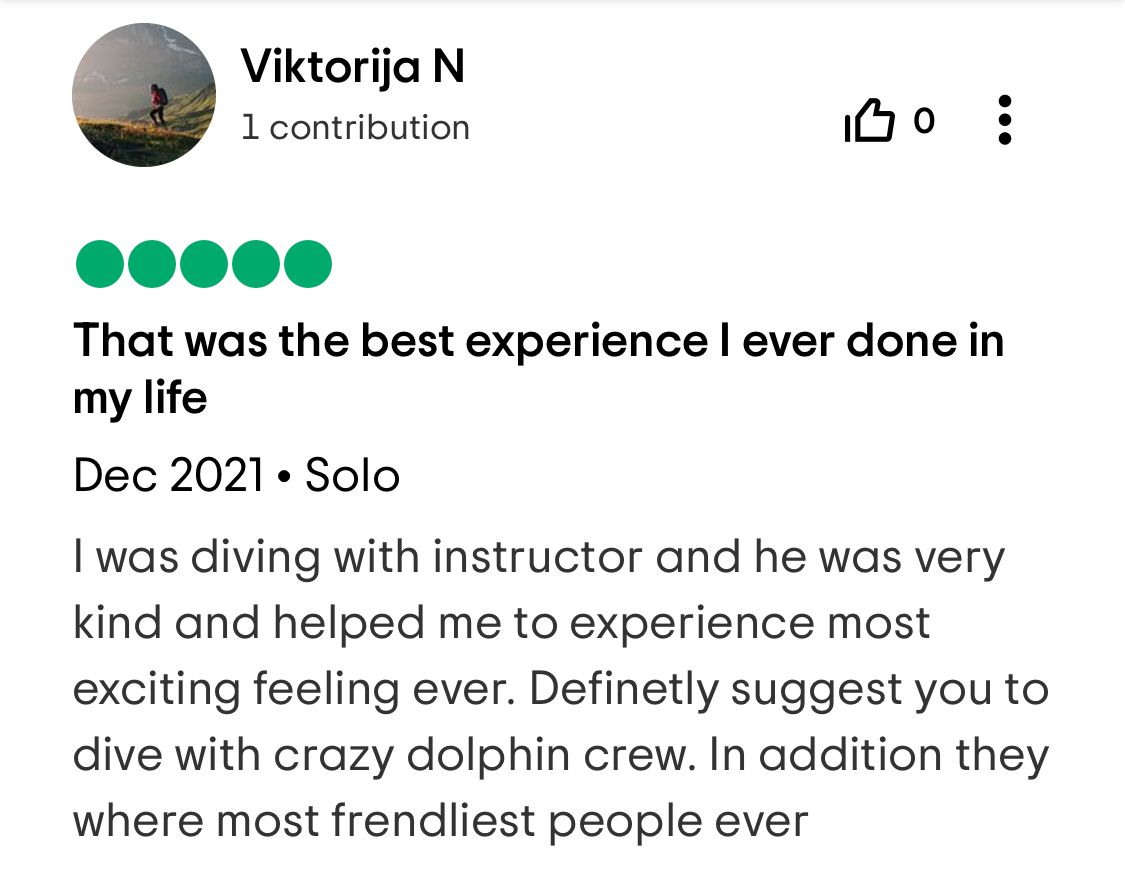 Viktorija N
1 contribution
0
That was the best experience I ever done in
my life
Dec 2021 • Solo
I was diving with instructor and he was very
kind and helped me to experience most
exciting feeling ever. Definetly suggest you to
dive with crazy dolphin crew. In addition they
where most frendliest people ever